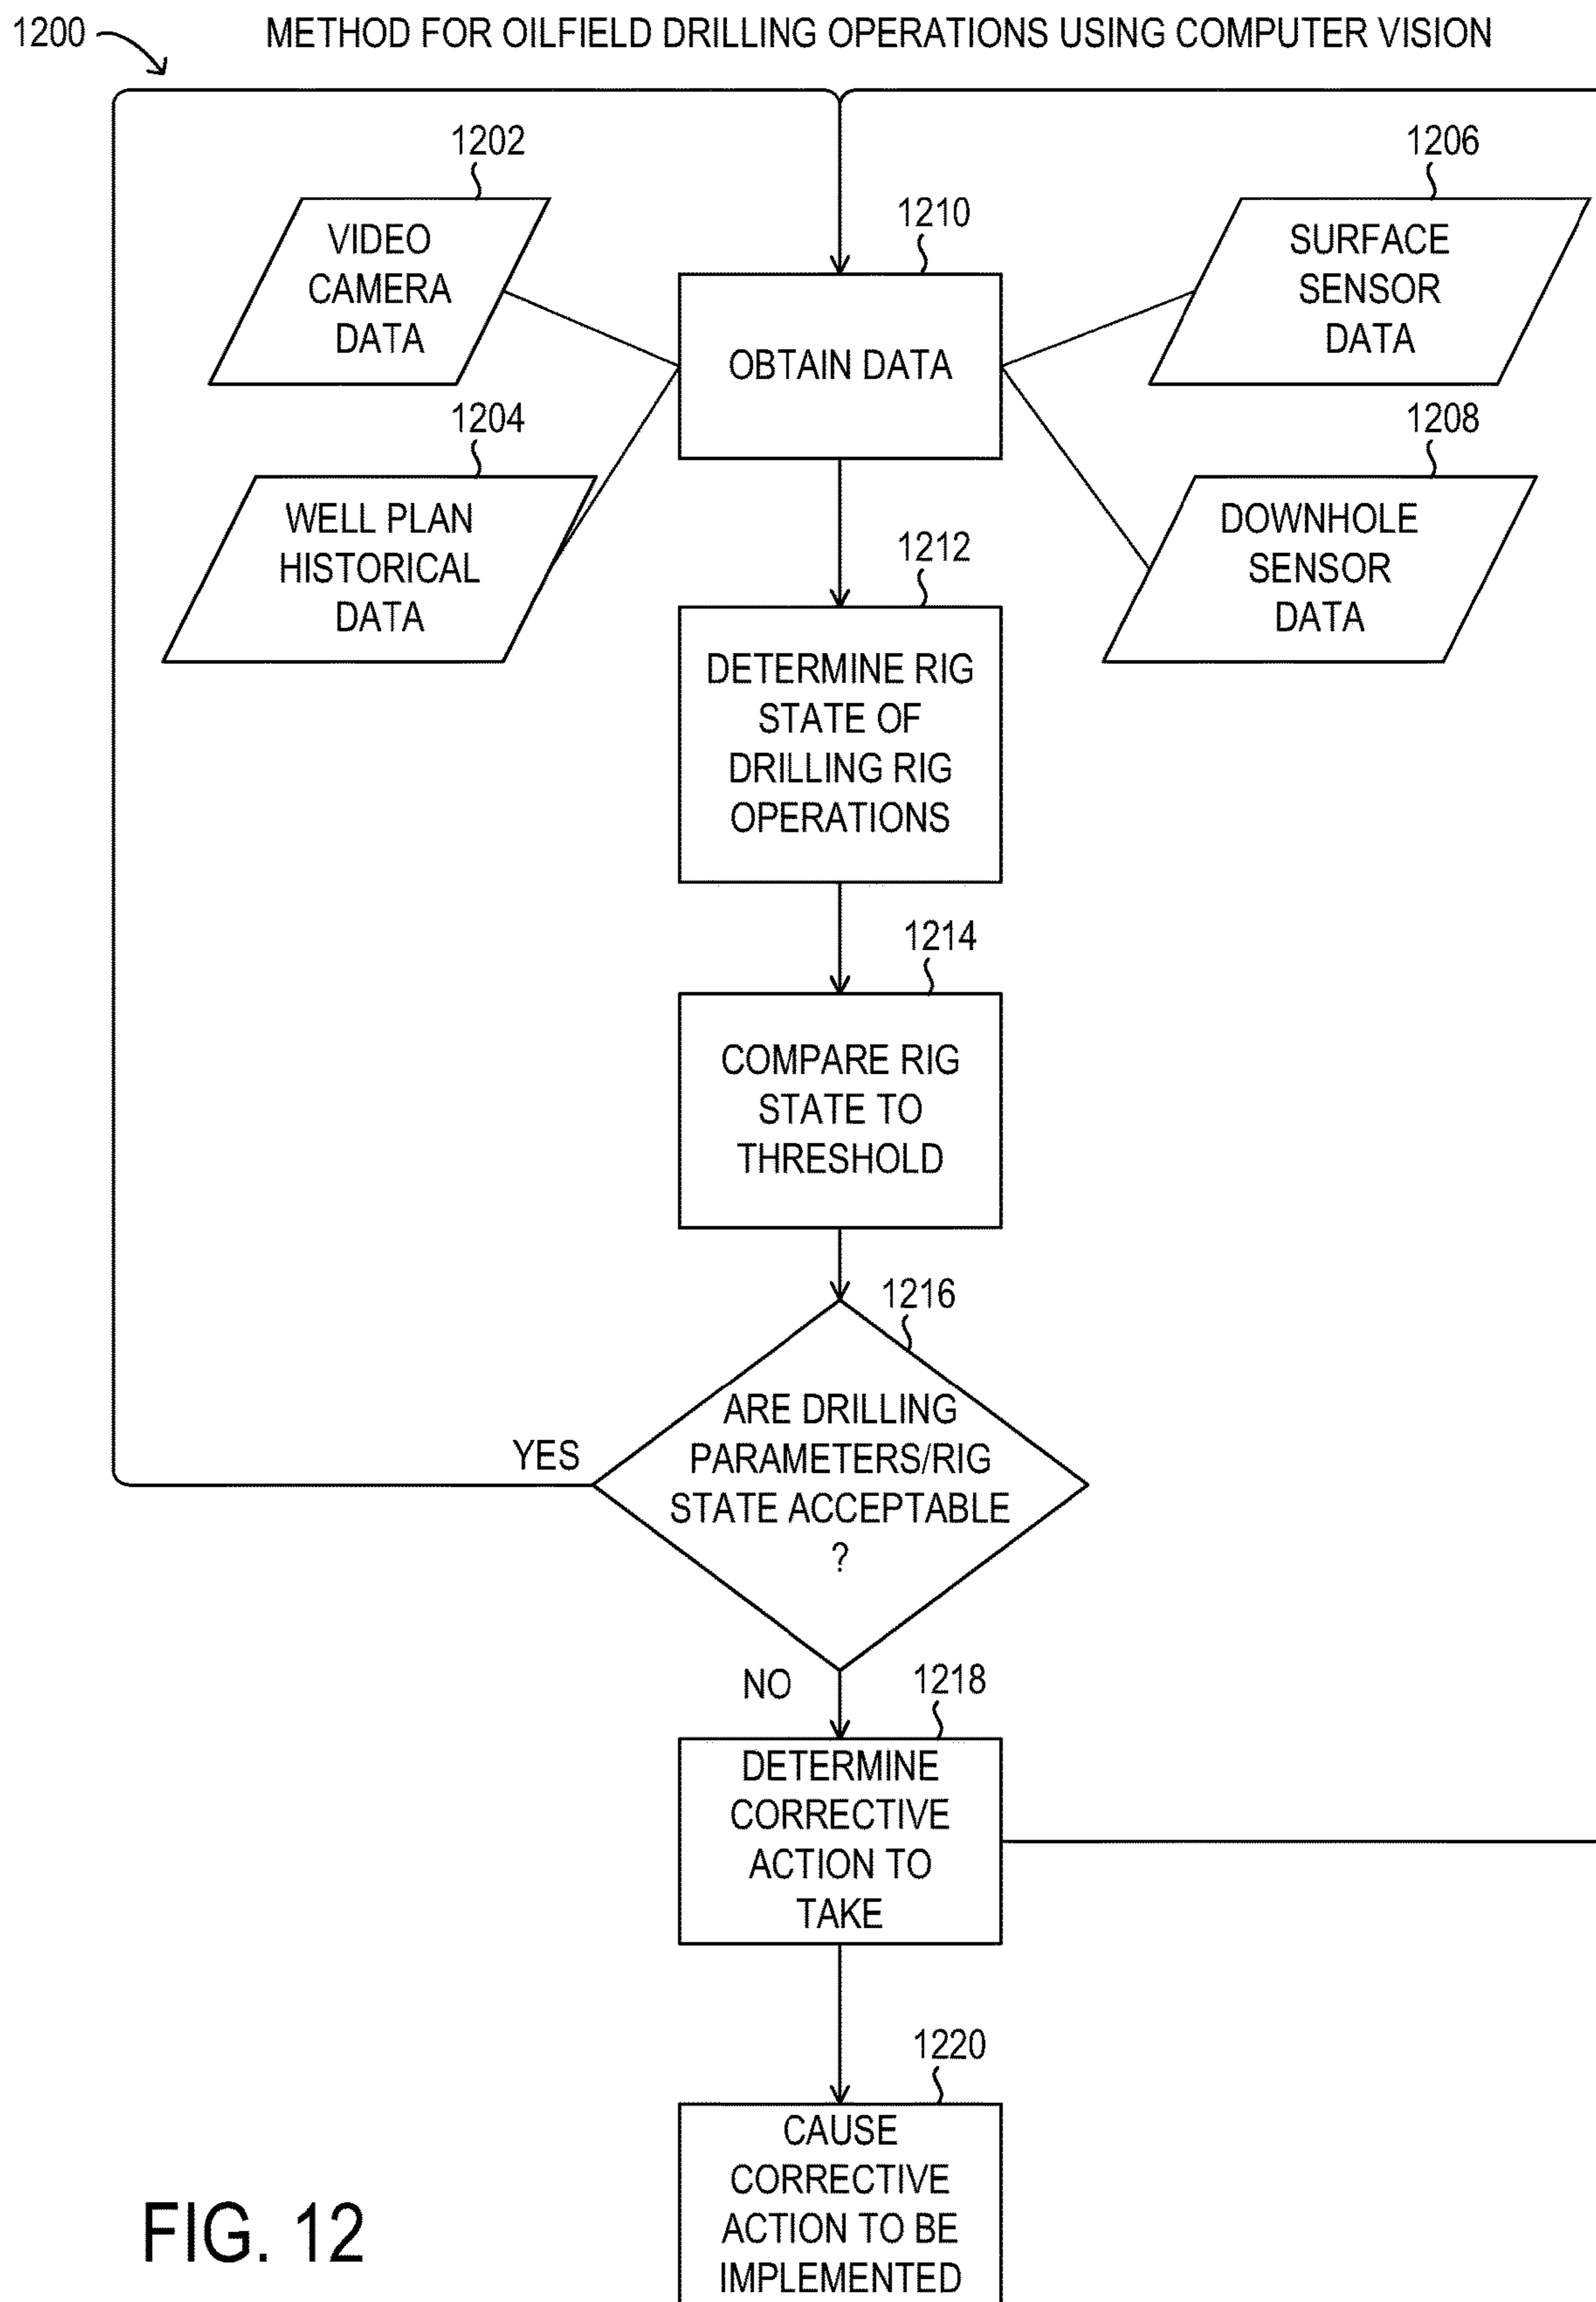 1200
METHOD FOR OILFIELD DRILLING OPERATIONS USING COMPUTER VISION
1202
VIDEO
CAMERA
DATA
1206
SURFACE
SENSOR
DATA
1210
OBTAIN DATA
1204
WELL PLAN
HISTORICAL
DATA
1208
DOWNHOLE
SENSOR
DATA
1212
DETERMINE RIG
STATE OF
DRILLING RIG
OPERATIONS
1214
COMPARE RIG
STATE TO
THRESHOLD
1216
ARE DRILLING
PARAMETERS/RIG
STATE ACCEPTABLE
?
YES
NO
1218
DETERMINE
CORRECTIVE
ACTION TO
TAKE
1220
CAUSE
CORRECTIVE
ACTION TO BE
IMPLEMENTED
FIG. 12